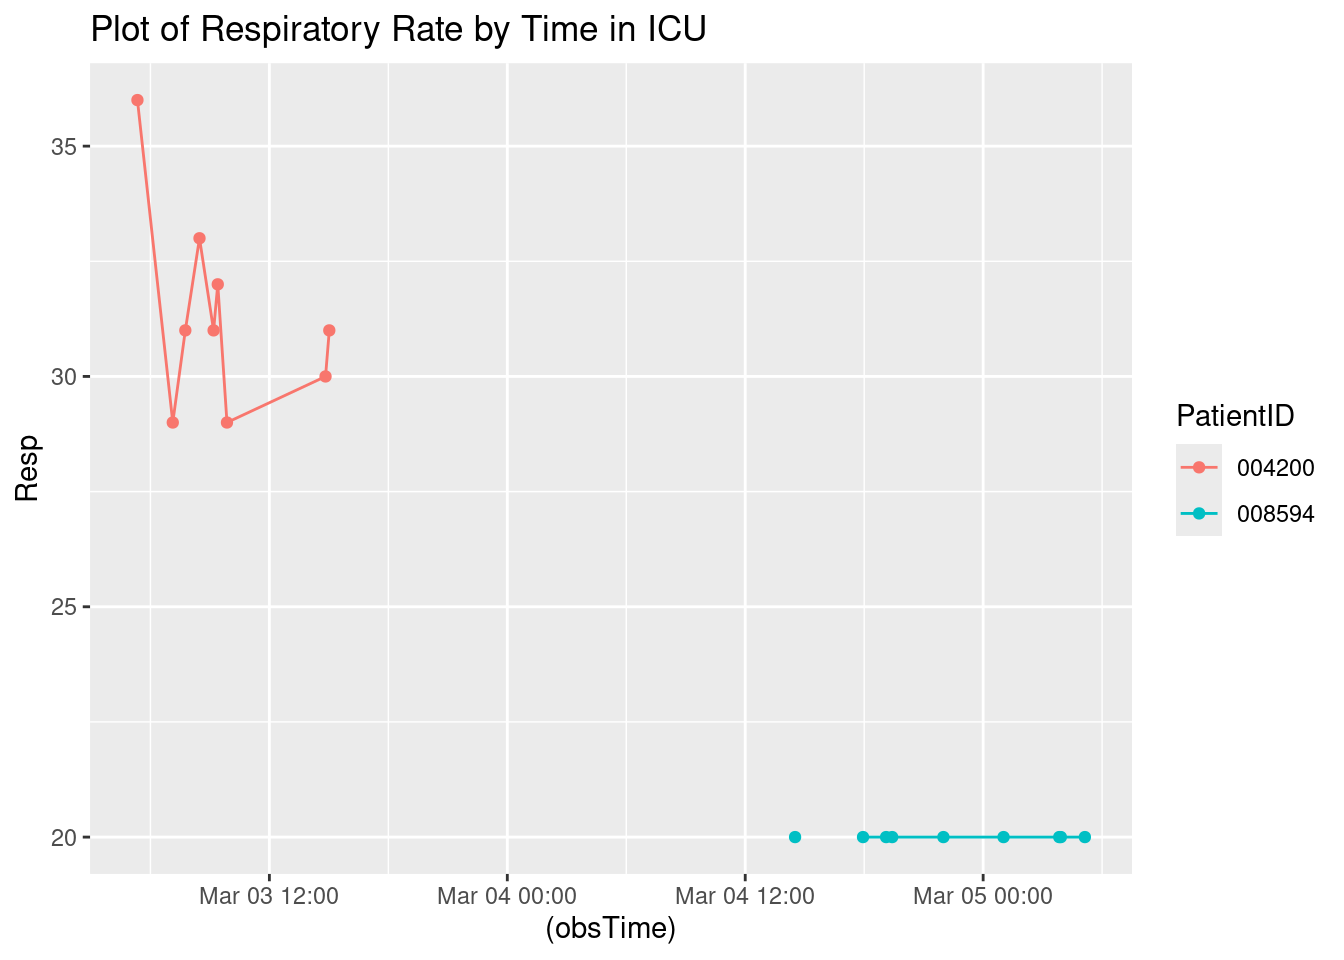 Plot of Respiratory Rate by Time in ICU
35
30
25
20
Resp
Mar 03 12:00
Mar 04 00:00
Mar 04 12:00
Mar 05 00:00
(obsTime)
PatientID
004200
008594